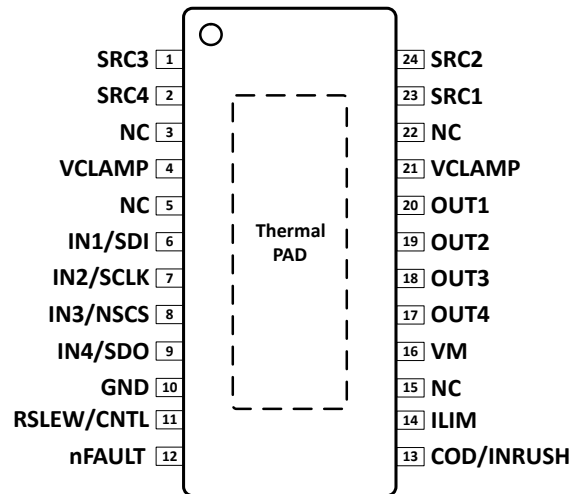 SRC3 1
SRC4 2
NC 3
VCLAMP 4
NC 5
IN1/SDI 6
IN2/SCLK 7
IN3/NSCS 8
IN4/SDO 9
GND 10
RSLEW/CNTL 11
nFAULT 12
Thermal
PAD
24 SRC2
23 SRC1
22 NC
21 VCLAMP
20 OUT1
19 OUT2
18 OUT3
17 OUT4
16 VM
15 NC
14 ILIM
13 COD/INRUSH